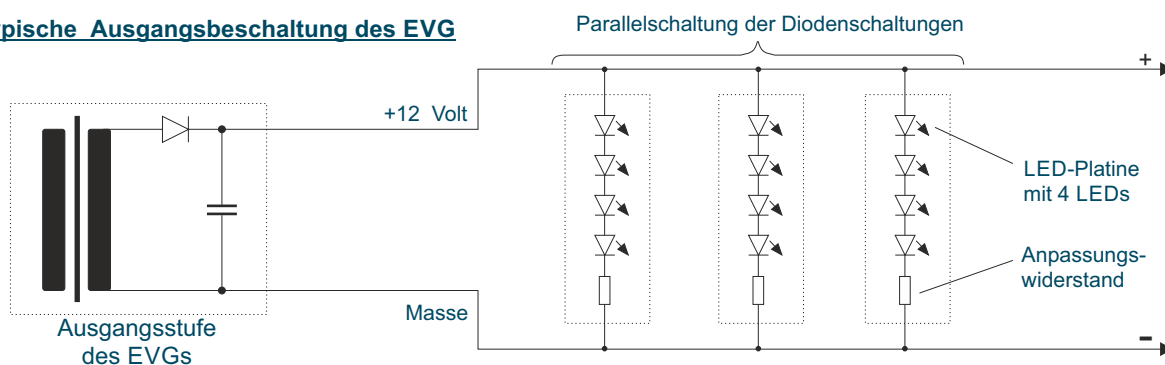 Ausgangsbeschaltung des EVG
Parallelschaltung der Diodenschaltungen
+
+12 Volt
LED-Platine
mit 4 LEDs
Anpassungs-
widerstand
Masse
-
Ausgangsstufe
des EVGs